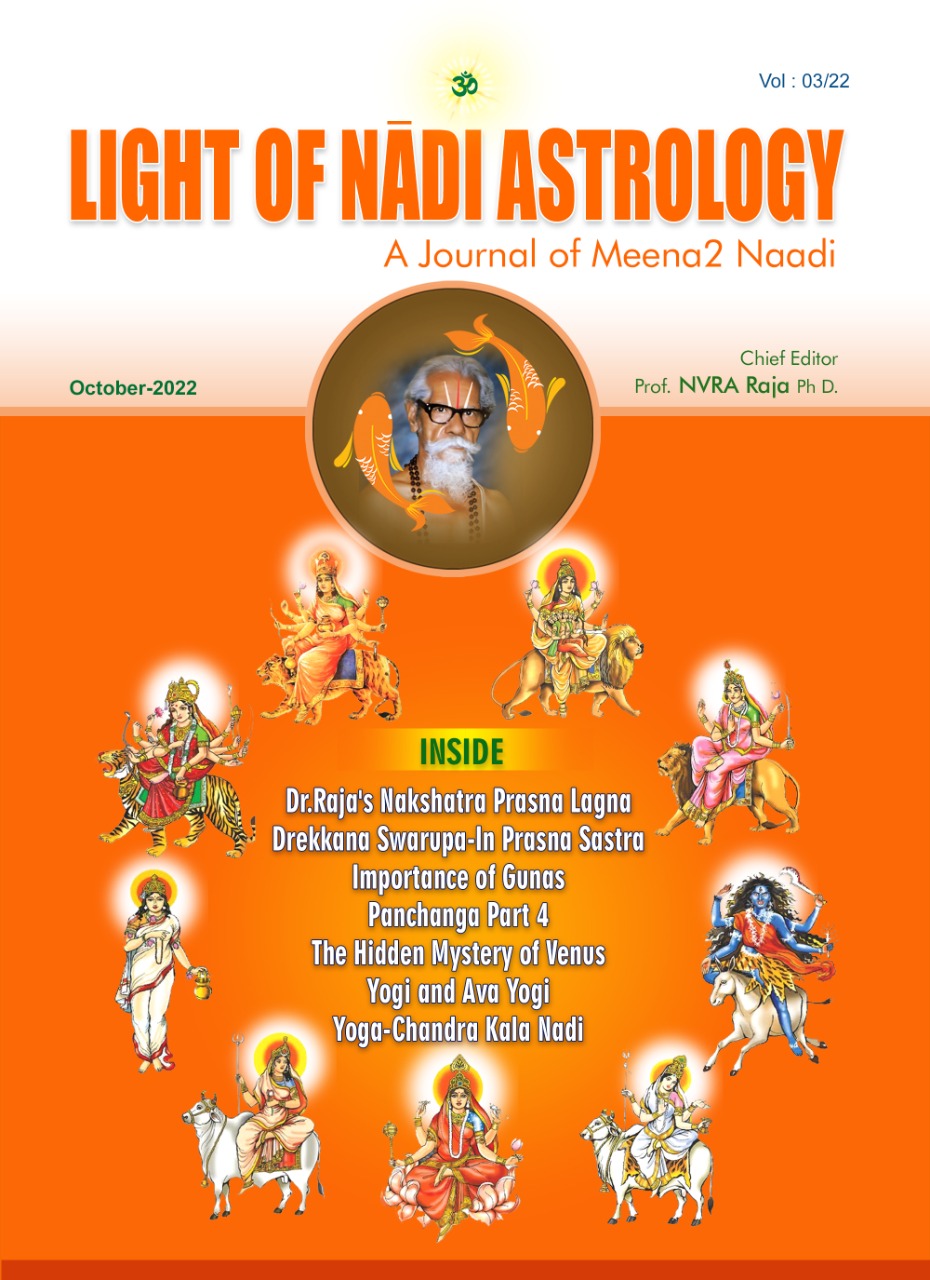 ॐ
Vol : 03/22
LIGHT OF NĀDI ASTROLOGY
A Journal of Meena2 Naadi
Chief Editor
Prof. NVRA Raja Ph D.
October-2022
INSIDE
Dr.Raja's Nakshatra Prasna Lagna
Drekkana Swarupa-In Prasna Sastra
Importance of Gunas
Panchanga Part 4
The Hidden Mystery of Venus
Yogi and Ava Yogi
Yoga-Chandra Kala Nadi